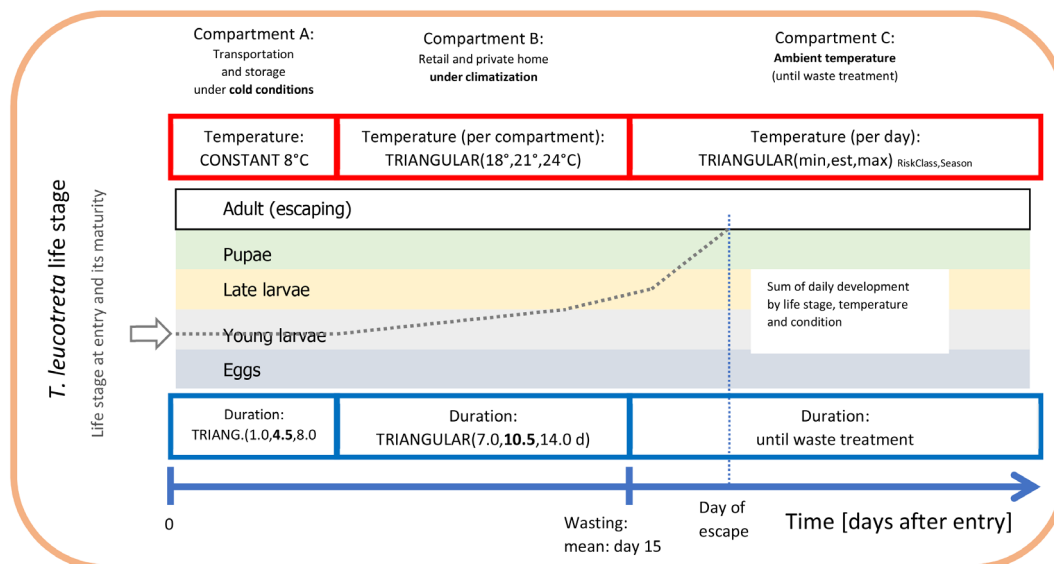 Compartment A:
Transportation
and storage
under cold conditions
Compartment B:
Retail and private home
under climatization
Compartment C:
Ambient temperature
(until waste treatment)
Temperature:
CONSTANT 8°C
Temperature (per compartment):
TRIANGULAR(18°,21°,24°C)
Temperature (per day):
TRIANGULAR(min,est,max) RiskClass,Season
T. leucotreta life stage
Life stage at entry and its maturity
Adult (escaping)
Pupae
Late larvae
Young larvae
Eggs
Sum of daily development
by life stage, temperature
and condition
Duration:
TRIANG.(1.0,4.5,8.0
Duration:
TRIANGULAR(7.0,10.5,14.0 d)
Duration:
until waste treatment
0
Wasting:
mean: day 15
Day of
escape
Time [days after entry]